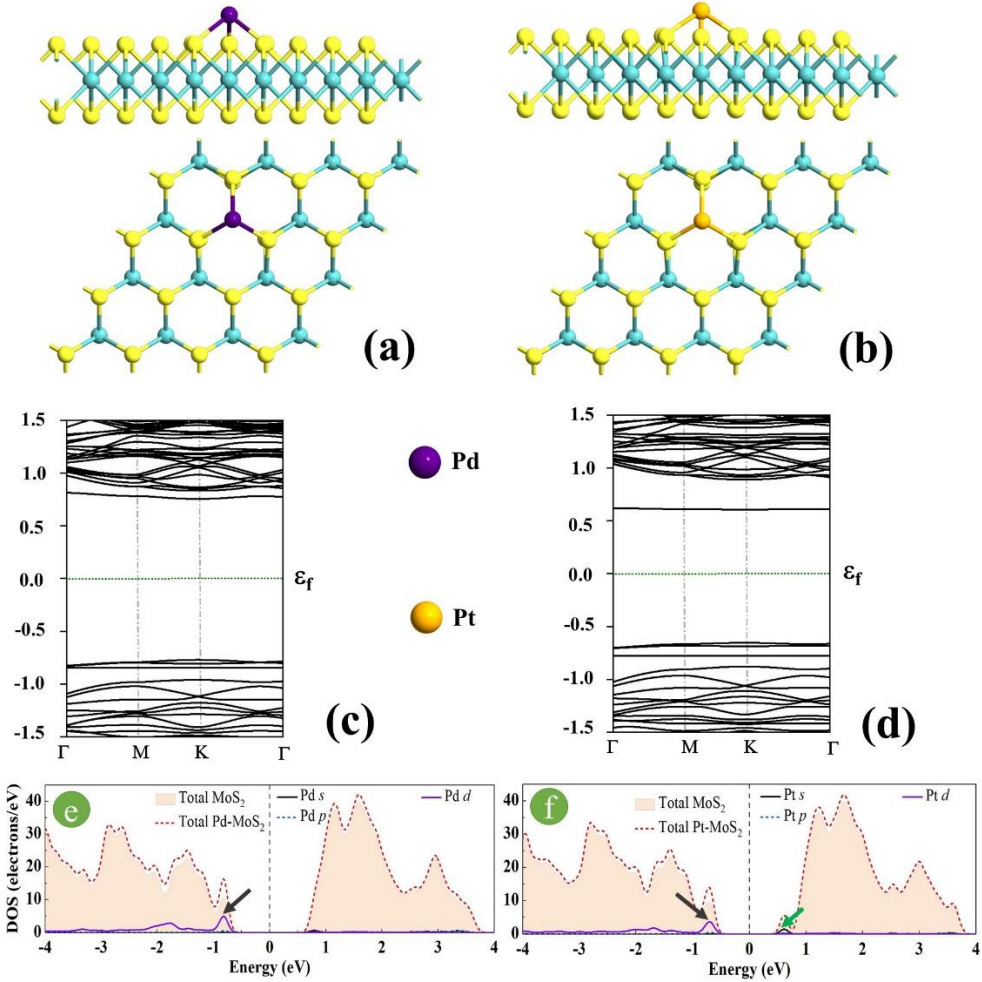 (a)
(b)
1.5
1.0
0.5
0.0
-0.5
-1.0
-1.5
Γ M K Γ
εf
(c)
Pd
Pt
1.5
1.0
0.5
0.0
-0.5
-1.0
-1.5
Γ M K Γ
εf
(d)
e
DOS (electrons/eV)
40
30
20
10
0
Total MoS2
Total Pd-MoS2
Pd s
Pd p
Pd d
-4 -3 -2 -1 0 1 2 3 4
Energy (eV)
f
40
30
20
10
0
Total MoS2
Total Pt-MoS2
Pt s
Pt p
Pt d
-4 -3 -2 -1 0 1 2 3 4
Energy (eV)